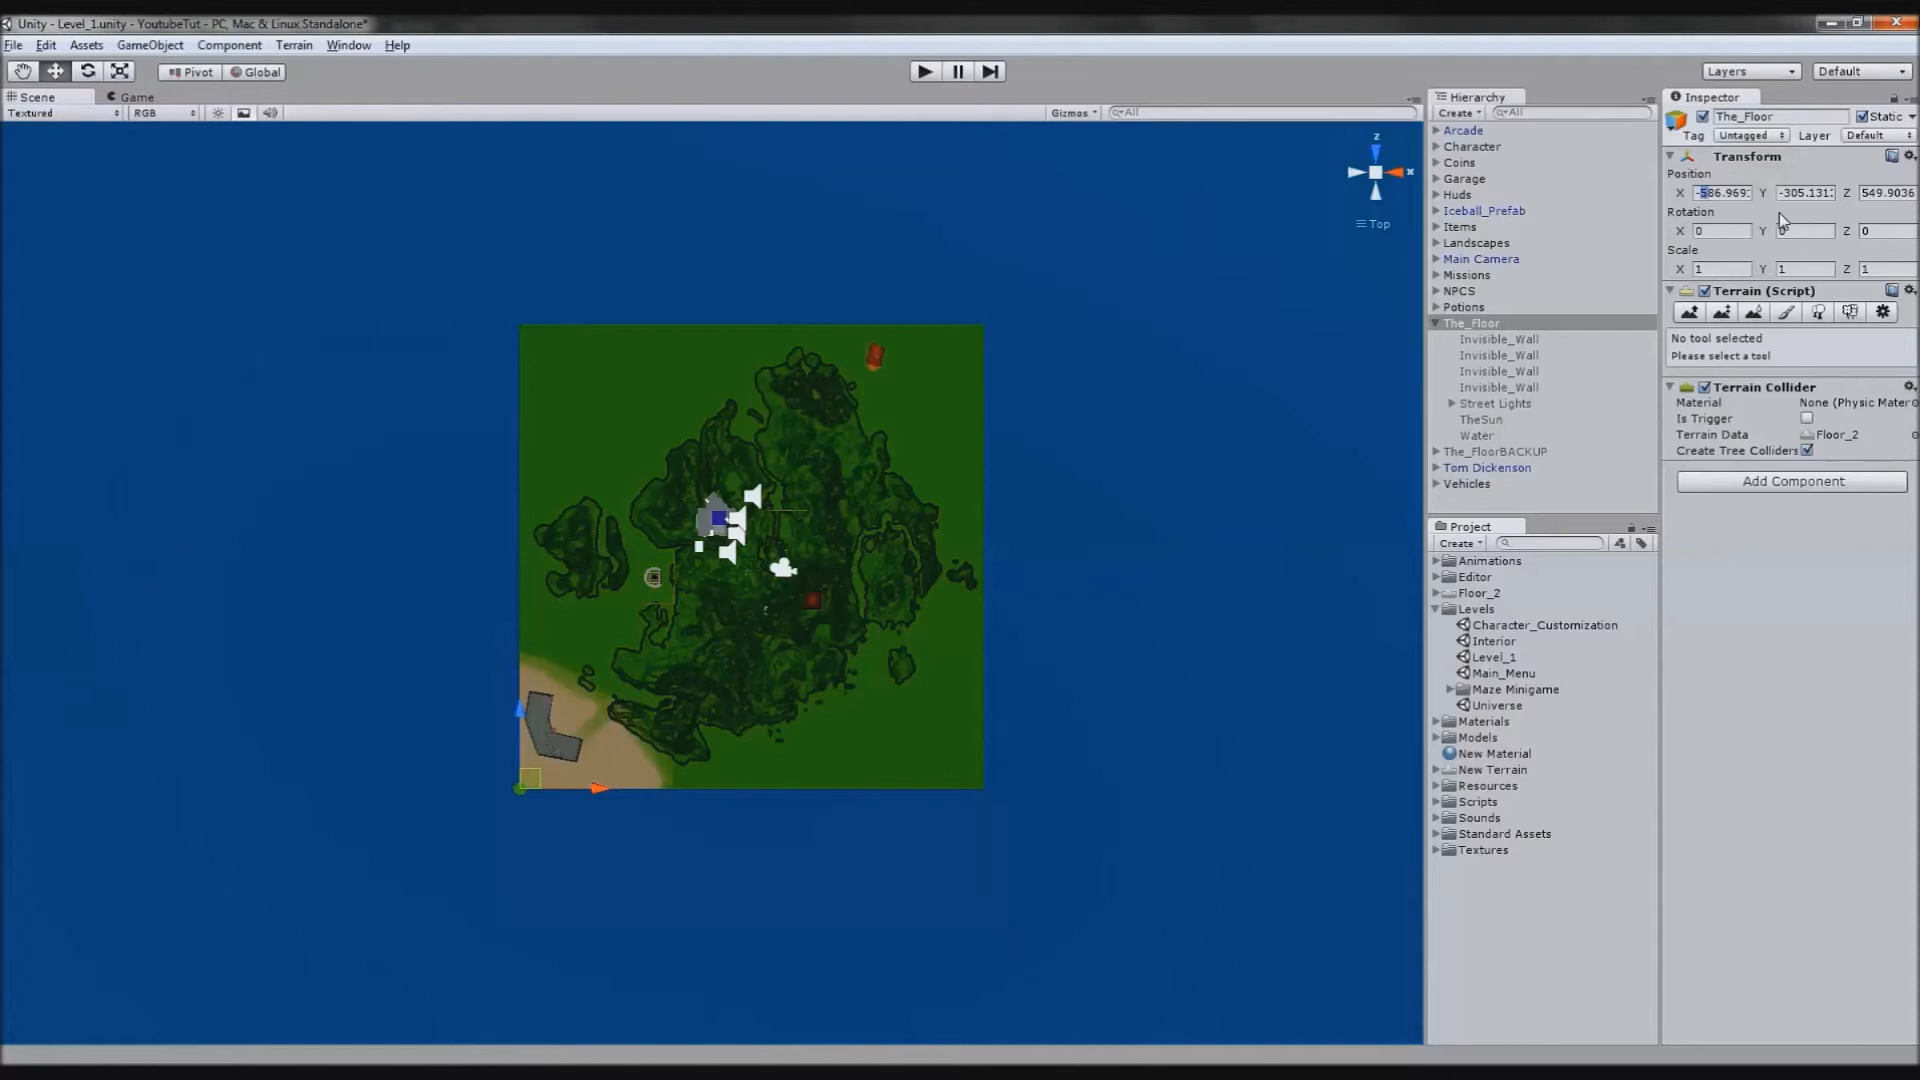 Unity - Level_1.unity - YoutubeTut - PC, Mac & Linux Standalone*
File Edit Assets GameObject Component Terrain Window Help
Pivot Global Layers Default
Scene Game
Textured RGB Gizmos All
z
x
Top
Hierarchy
Create All
Arcade
Character
Coins
Garage
Huds
Iceball_Prefab
Items
Landscapes
Main Camera
Missions
NPCS
Potions
The_Floor
Invisible_Wall
Invisible_Wall
Invisible_Wall
Invisible_Wall
Street Lights
TheSun
Water
The_FloorBACKUP
Tom Dickenson
Vehicles
Project
Create
Animations
Editor
Floor_2
Levels
Character_Customization
Interior
Level_1
Main_Menu
Maze Minigame
Universe
Materials
Models
New Material
New Terrain
Resources
Scripts
Sounds
Standard Assets
Textures
Inspector
The_Floor Static
Tag Untagged Layer Default
Transform
Position
X -586.969 Y -305.131 Z 549.9036
Rotation
X 0 Y 0 Z 0
Scale
X 1 Y 1 Z 1
Terrain (Script)
No tool selected
Please select a tool
Terrain Collider
Material None (Physic Mater
Is Trigger
Terrain Data Floor_2
Create Tree Colliders
Add Component